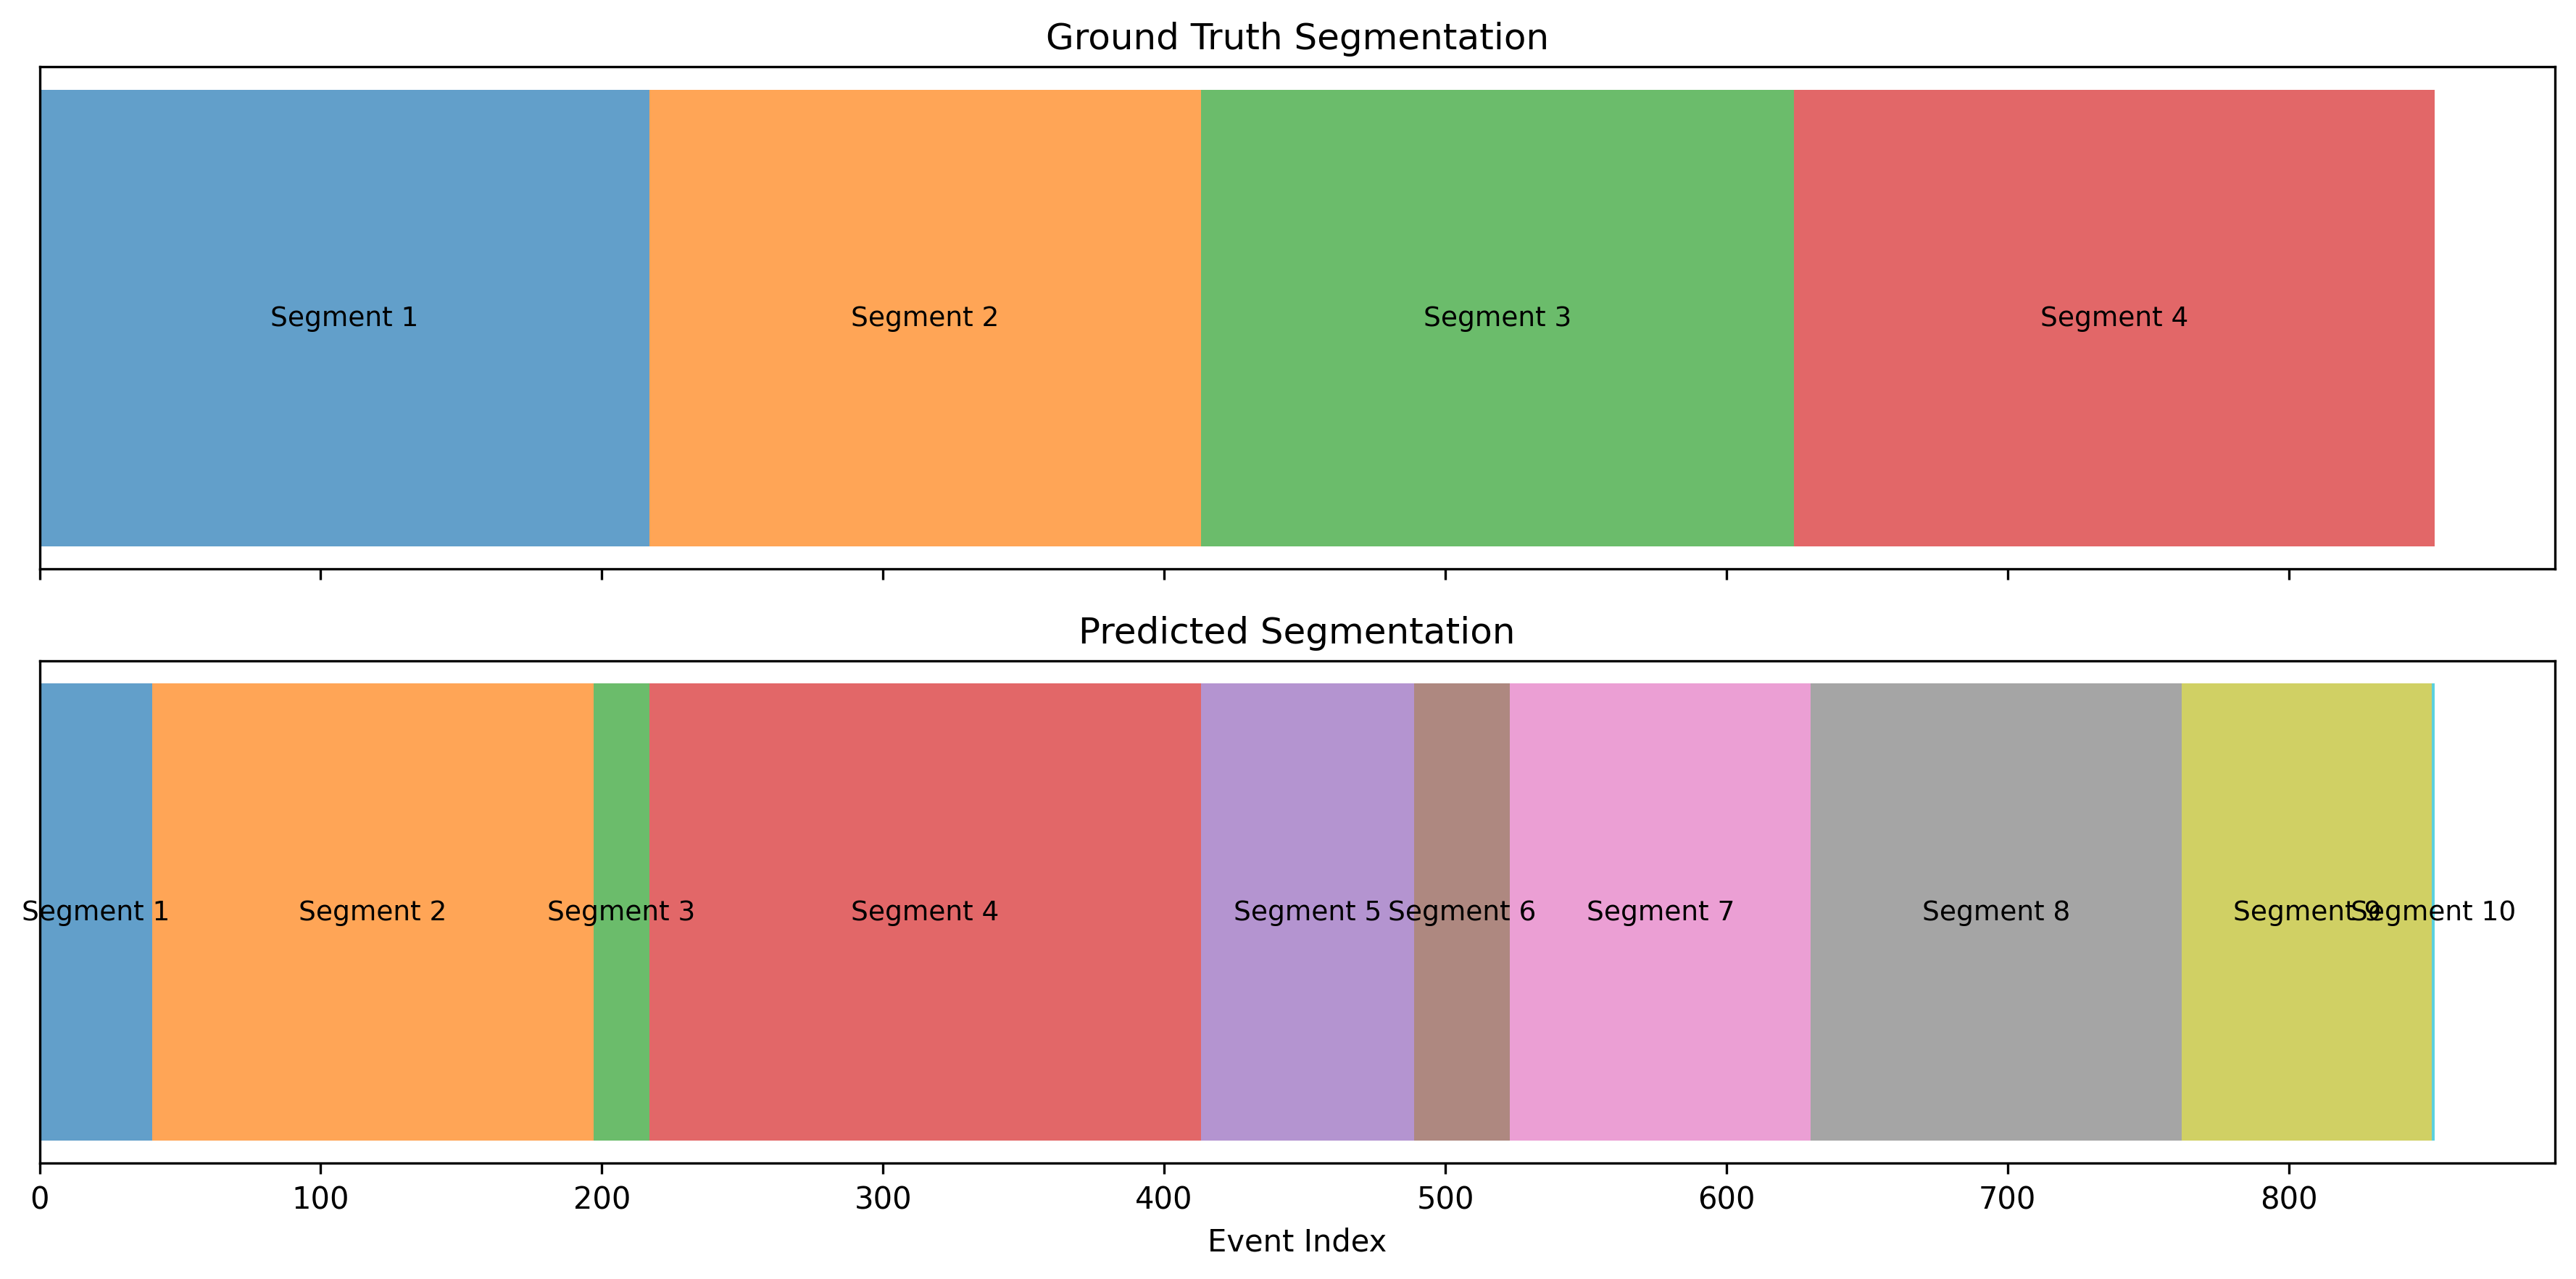 Ground Truth Segmentation
Segment 1 Segment 2 Segment 3 Segment 4
Predicted Segmentation
Segment 1 Segment 2 Segment 3 Segment 4 Segment 5 Segment 6 Segment 7 Segment 8 Segment 9 Segment 10
0 100 200 300 400 500 600 700 800
Event Index